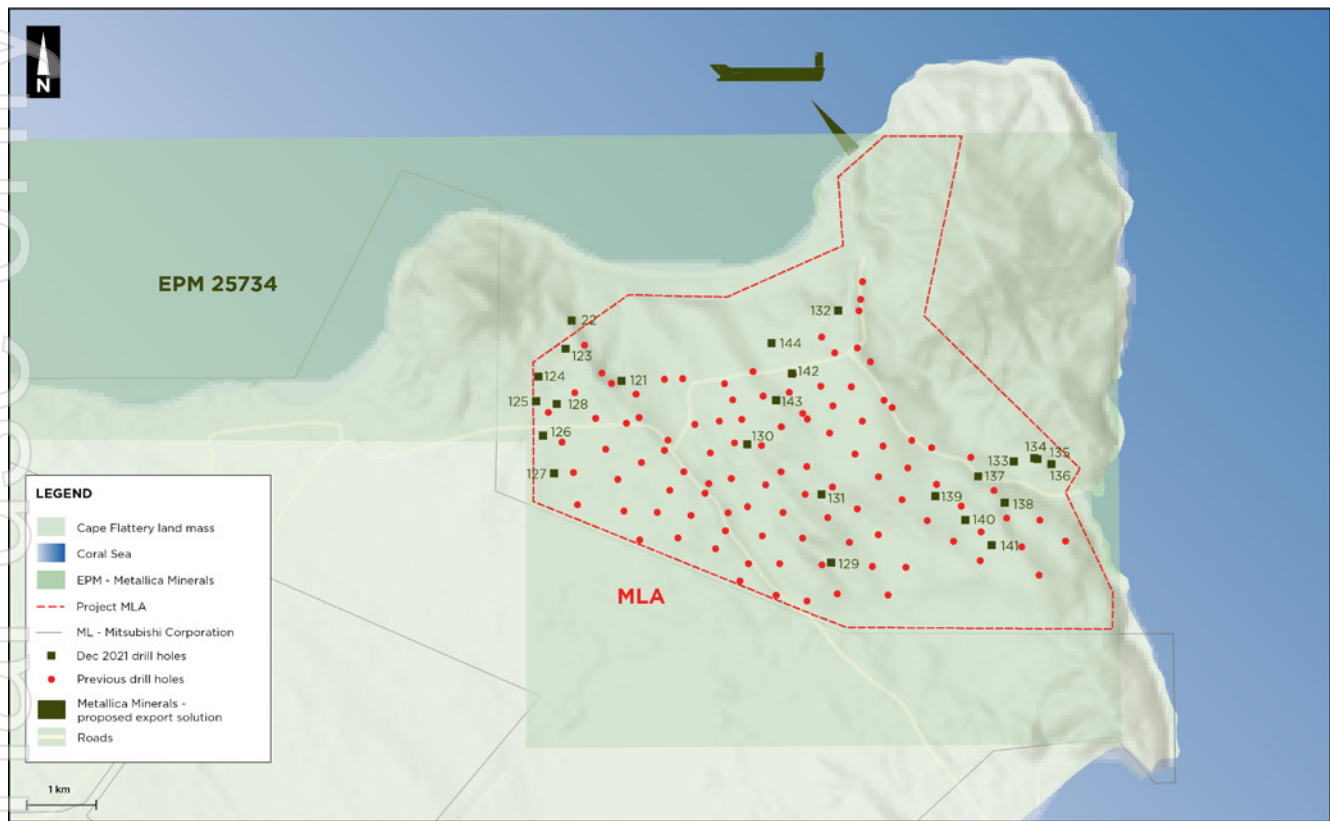 N
EPM 25734
22
123
124
121
125
128
126
127
132
144
142
143
130
131
129
133
134
135
136
137
138
139
140
141
MLA
LEGEND
Cape Flattery land mass
Coral Sea
EPM - Metallica Minerals
Project MLA
ML - Mitsubishi Corporation
Dec 2021 drill holes
Previous drill holes
Metallica Minerals -
proposed export solution
Roads
1 km